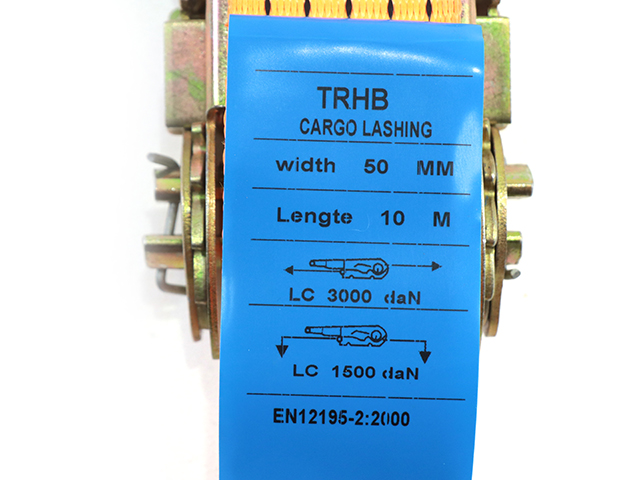 TRHB
CARGO LASHING
width 50 MM
Lengte 10 M
LC 3000 daN
LC 1500 daN
EN12195-2:2000